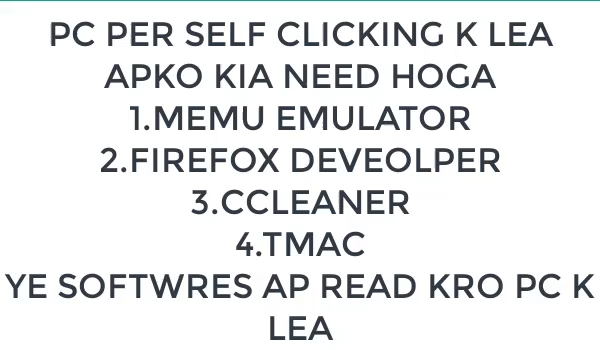 PC PER SELF CLICKING K LEA
APKO KIA NEED HOGA
1.MEMU EMULATOR
2.FIREFOX DEVEOLPER
3.CCLEANER
4.TMAC
YE SOFTWRES AP READ KRO PC K
LEA